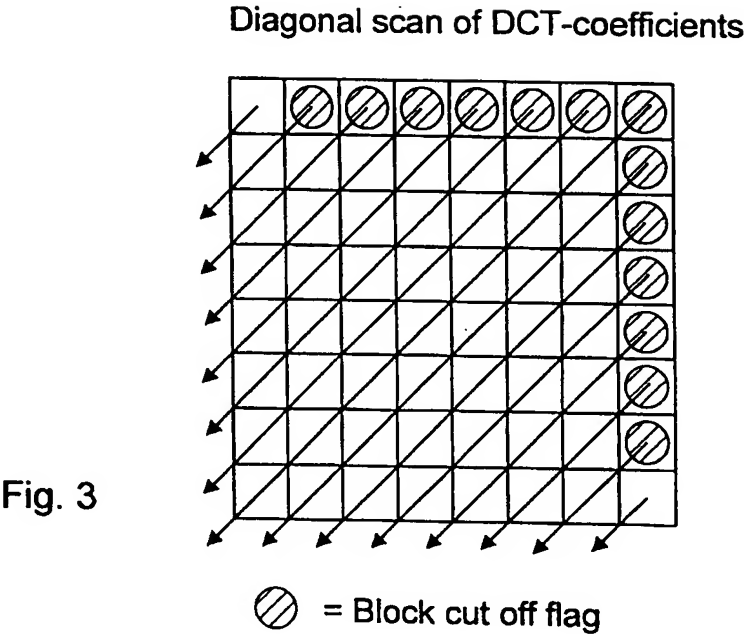 Diagonal scan of DCT-coefficients
Fig. 3
= Block cut off flag